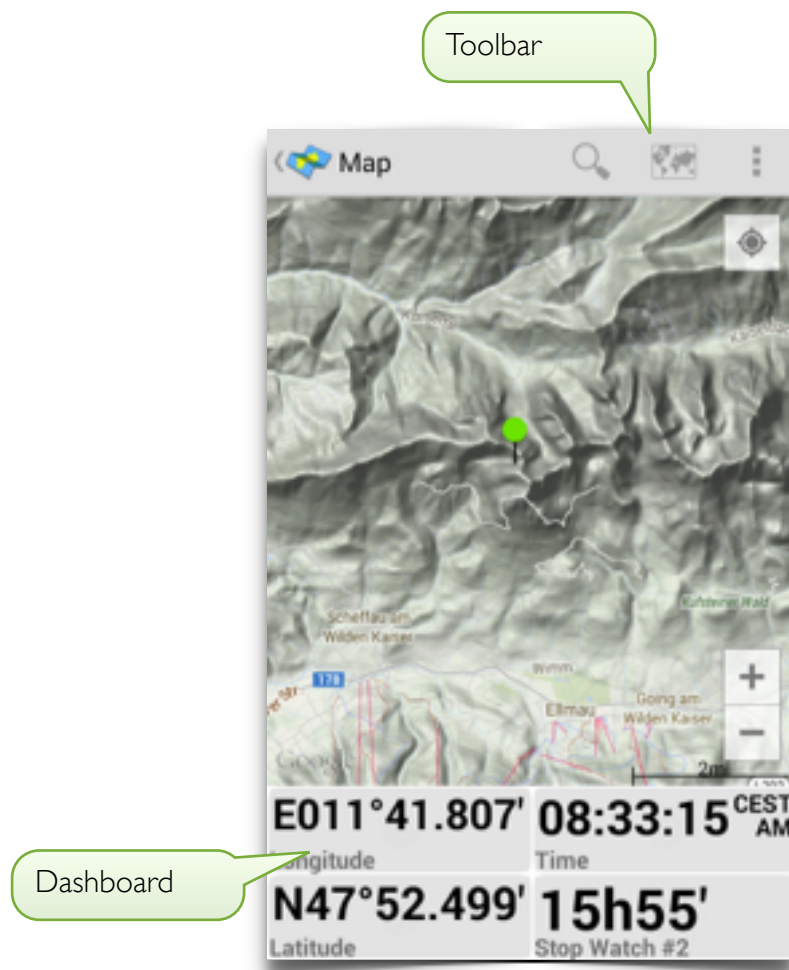 Toolbar
Map
Kaiser
Scheffau am
Wilden Kaiser
Kufsteiner Wald
178
Going am
Wilden Kaiser
Ellmau
Google
2mi
E011°41.807' 08:33:15 CEST AM
Longitude Time
Dashboard
N47°52.499' 15h55'
Latitude Stop Watch #2